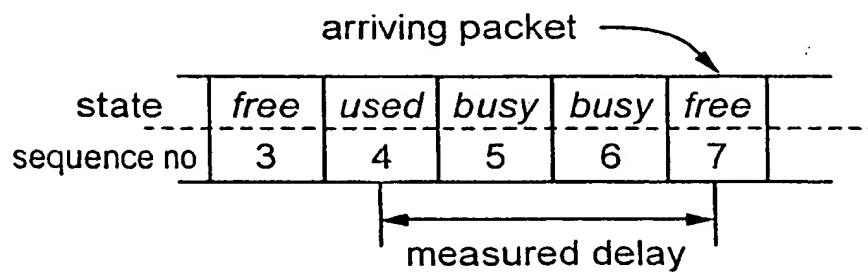 arriving packet
state free used busy busy free
sequence no 3 4 5 6 7
measured delay